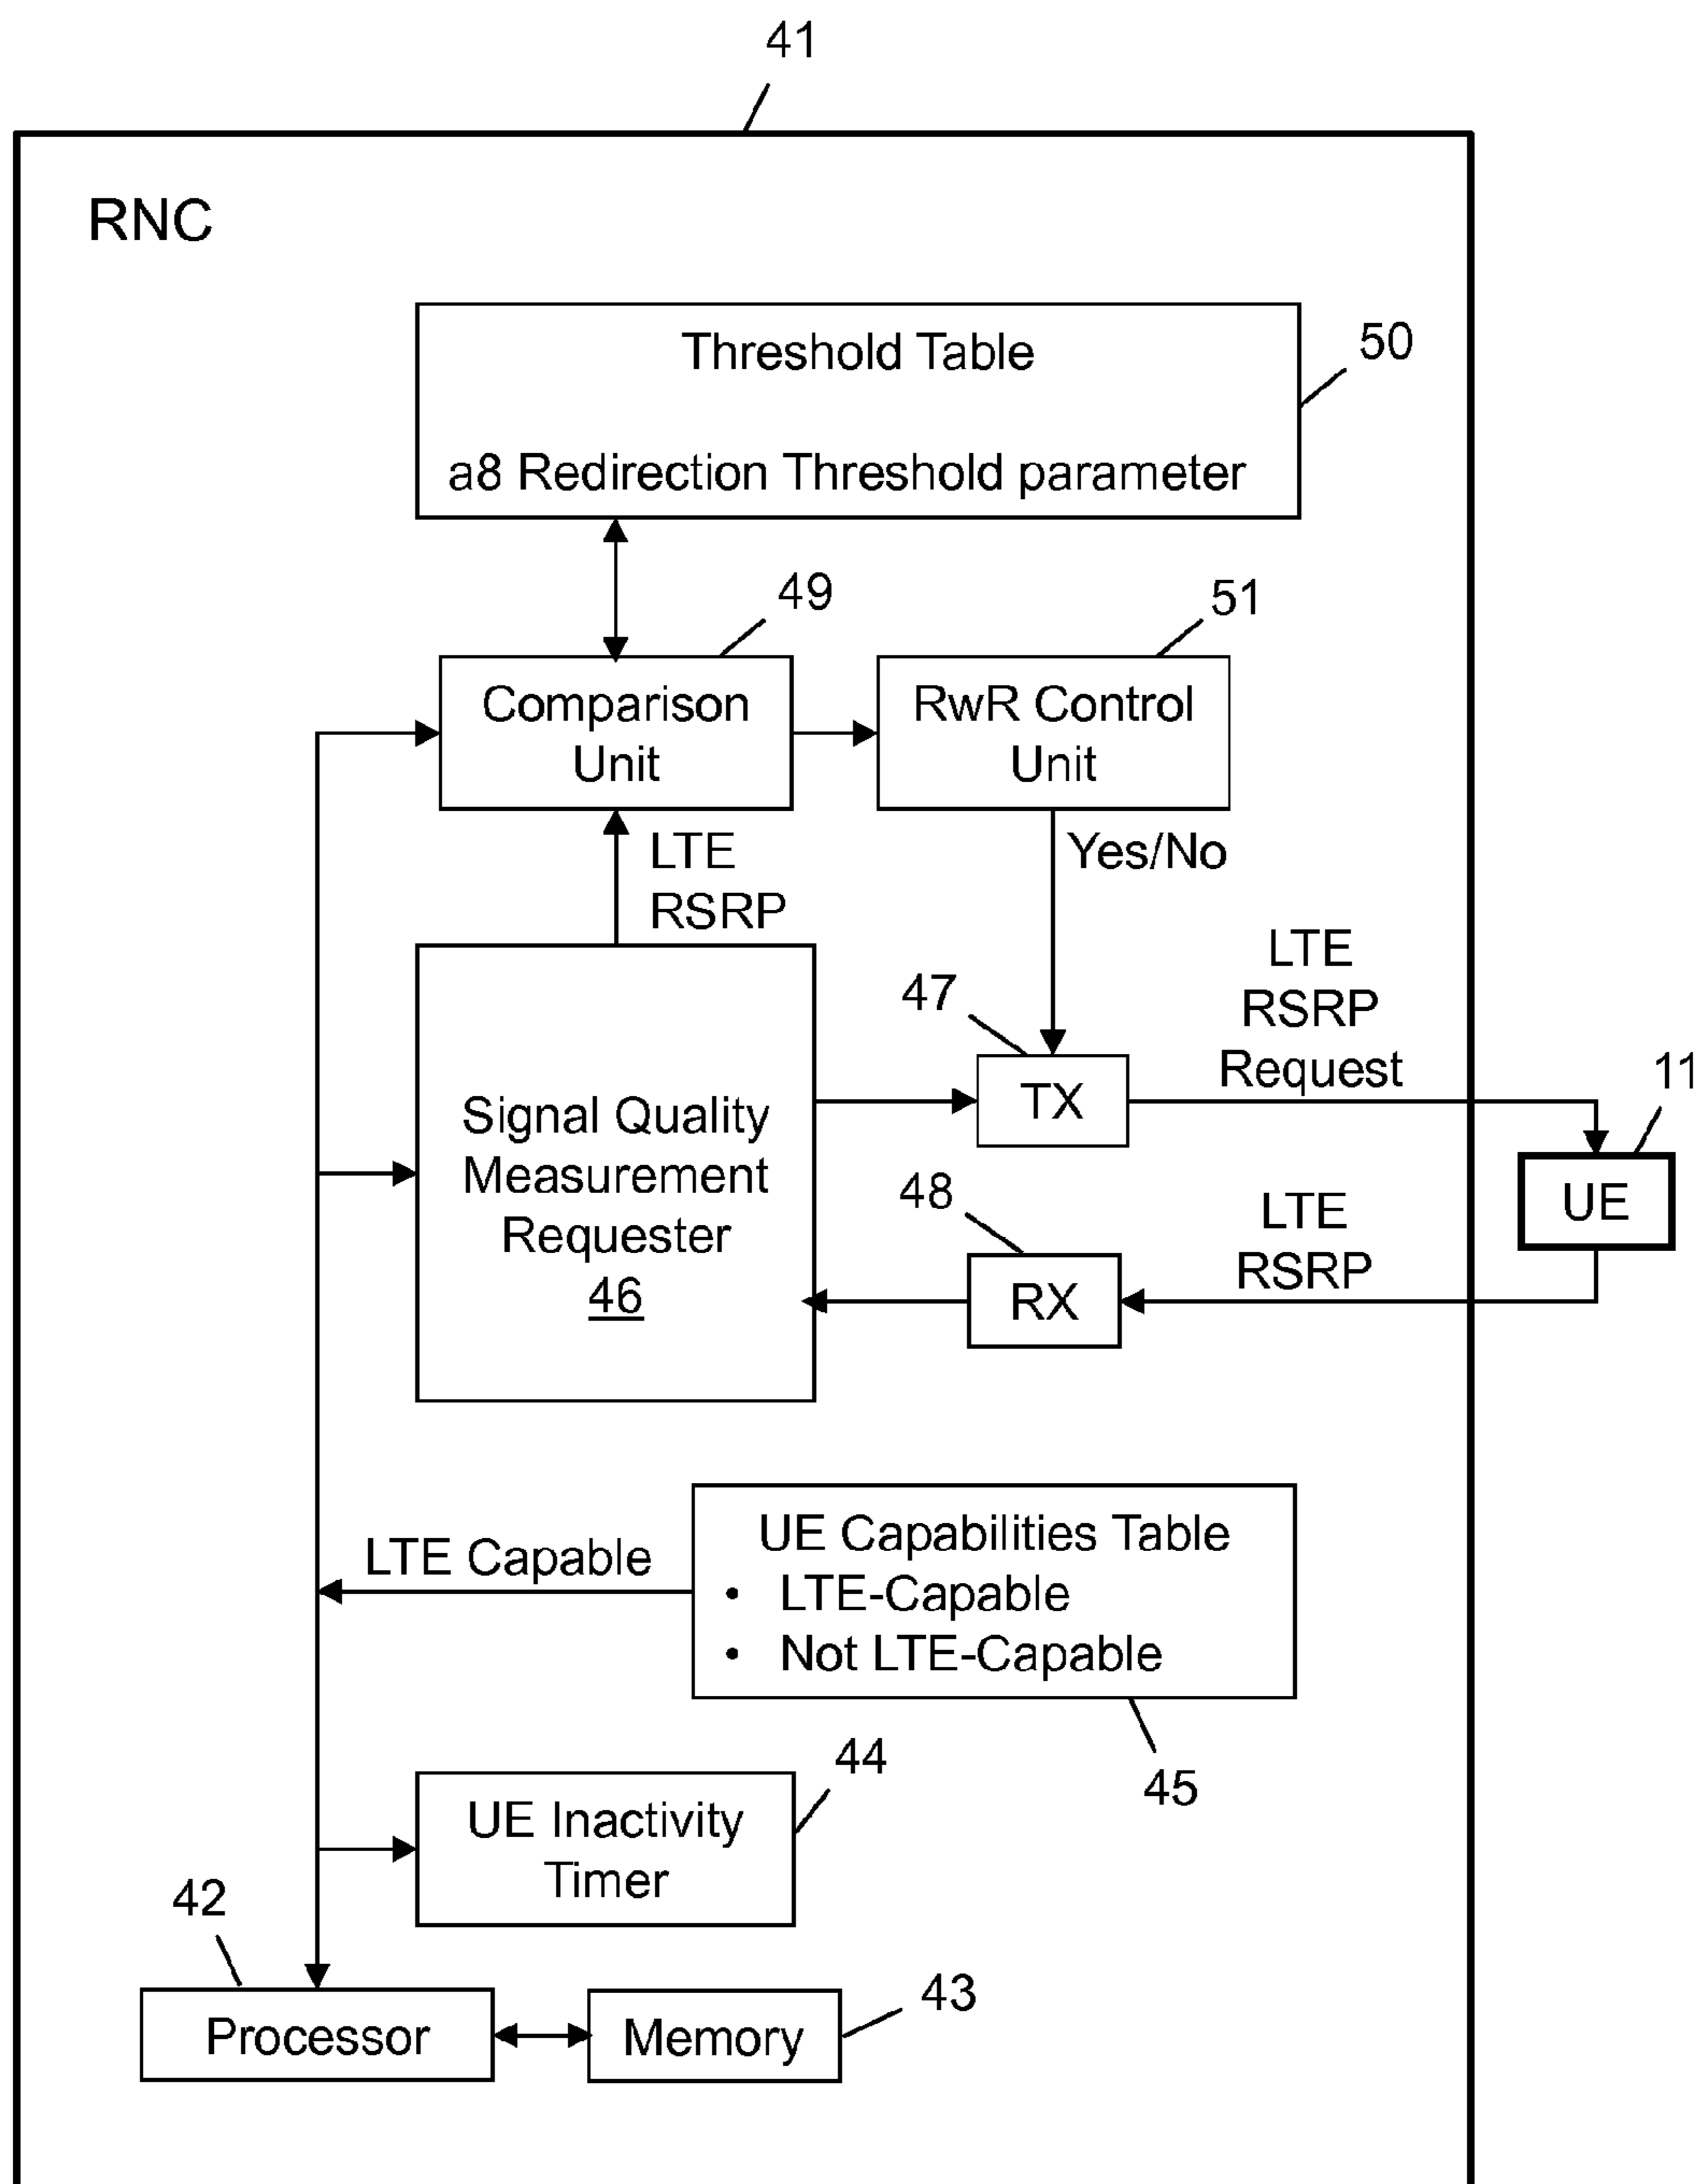 41
RNC
Threshold Table
50
a8 Redirection Threshold parameter
49
51
Comparison
Unit
RwR Control
Unit
LTE
RSRP
Yes/No
47
LTE
RSRP
Request
11
TX
Signal Quality
Measurement
Requester
46
48
LTE
RSRP
UE
RX
UE Capabilities Table
• LTE-Capable
• Not LTE-Capable
LTE Capable
45
44
UE Inactivity
Timer
42
Processor
43
Memory